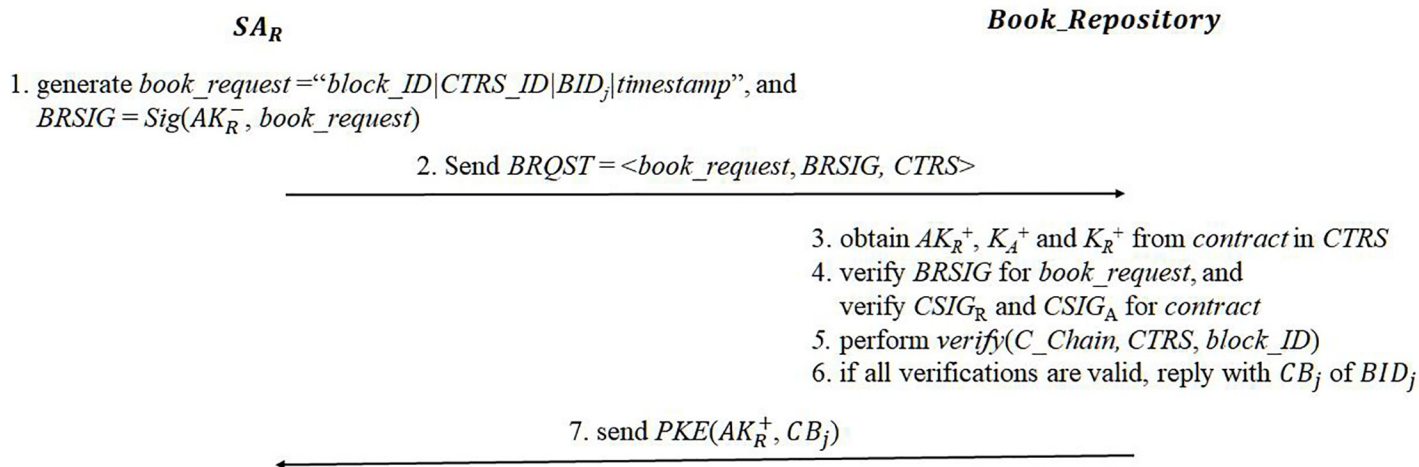 SA_R
Book_Repository
1. generate book_request =“block_ID|CTRS_ID|BID_j|timestamp”, and
BRSIG = Sig(AK_R^-, book_request)
2. Send BRQST = <book_request, BRSIG, CTRS>
3. obtain AK_R^+, K_A^+ and K_R^+ from contract in CTRS
4. verify BRSIG for book_request, and
verify CSIG_R and CSIG_A for contract
5. perform verify(C_Chain, CTRS, block_ID)
6. if all verifications are valid, reply with CB_j of BID_j
7. send PKE(AK_R^+, CB_j)